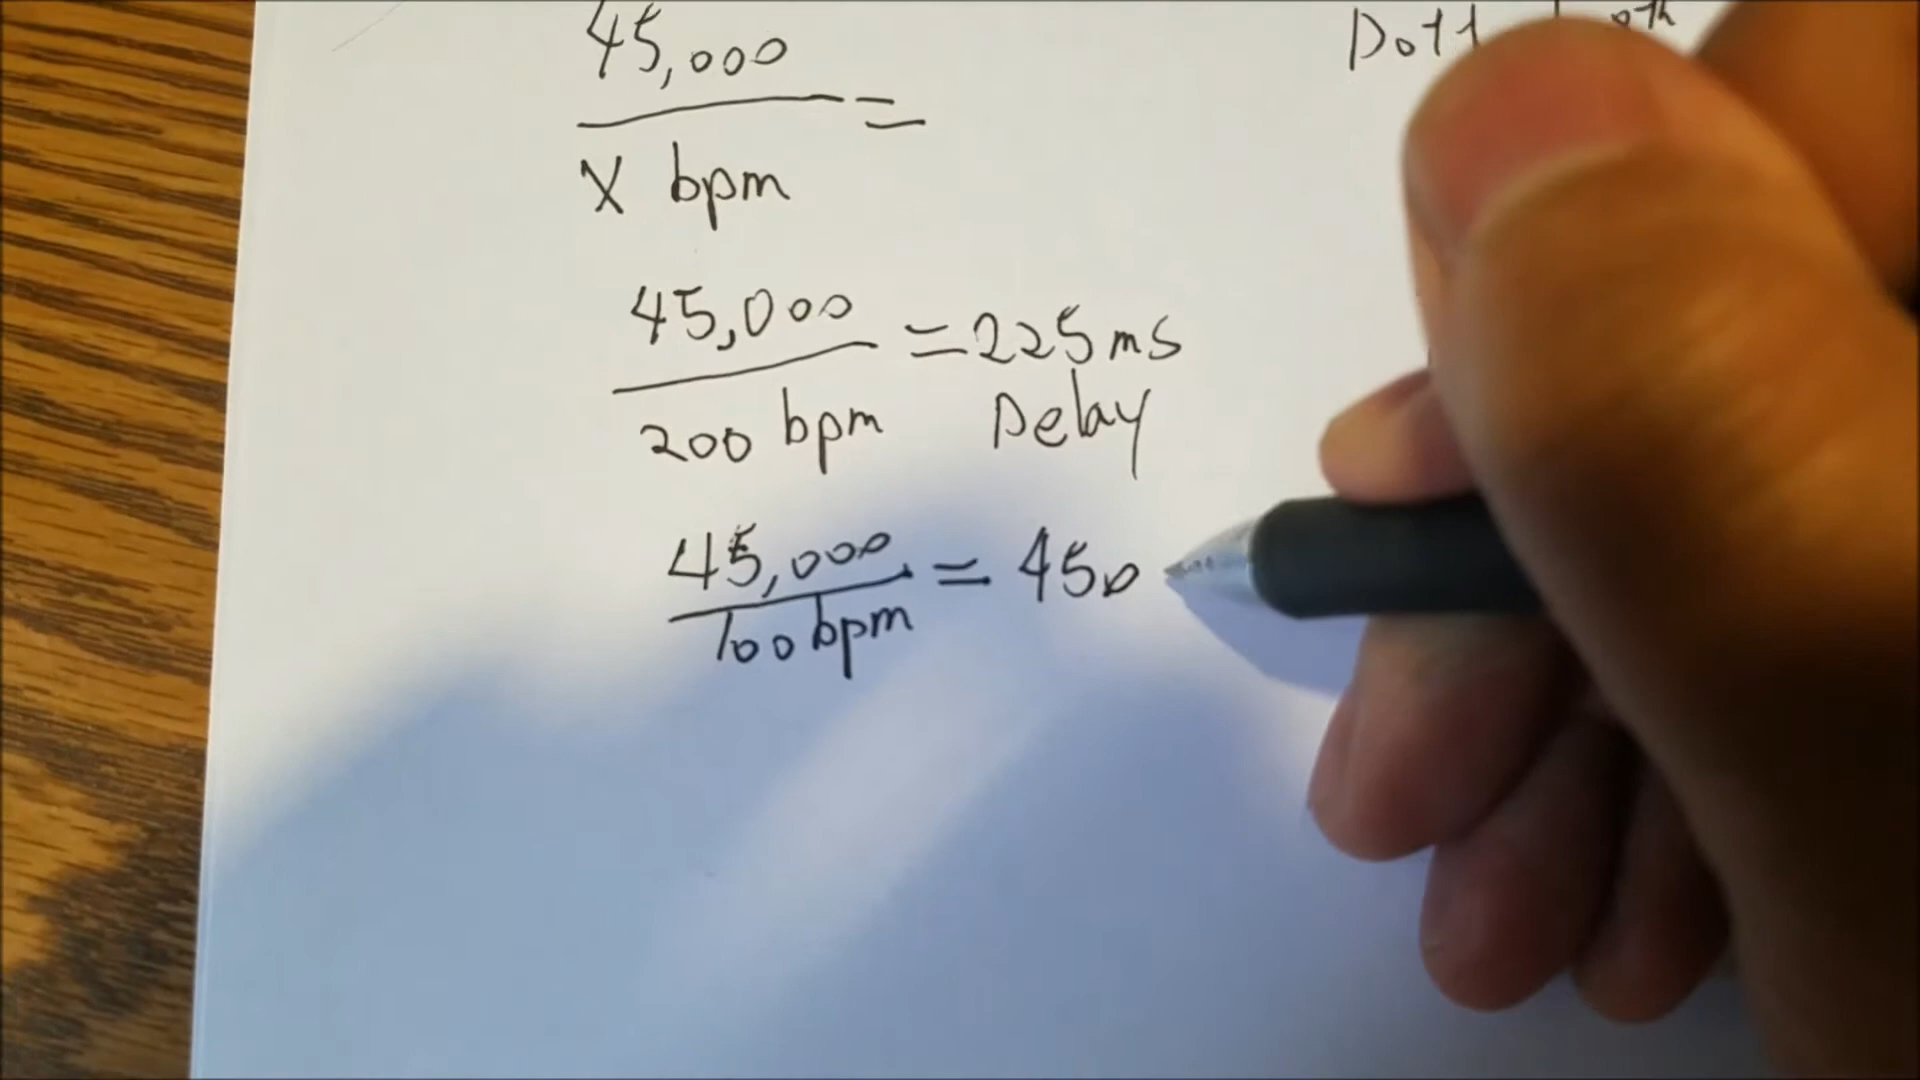 45,000
X bpm
=
45,000
200 bpm
=225ms
Delay
45,000
100 bpm
= 450